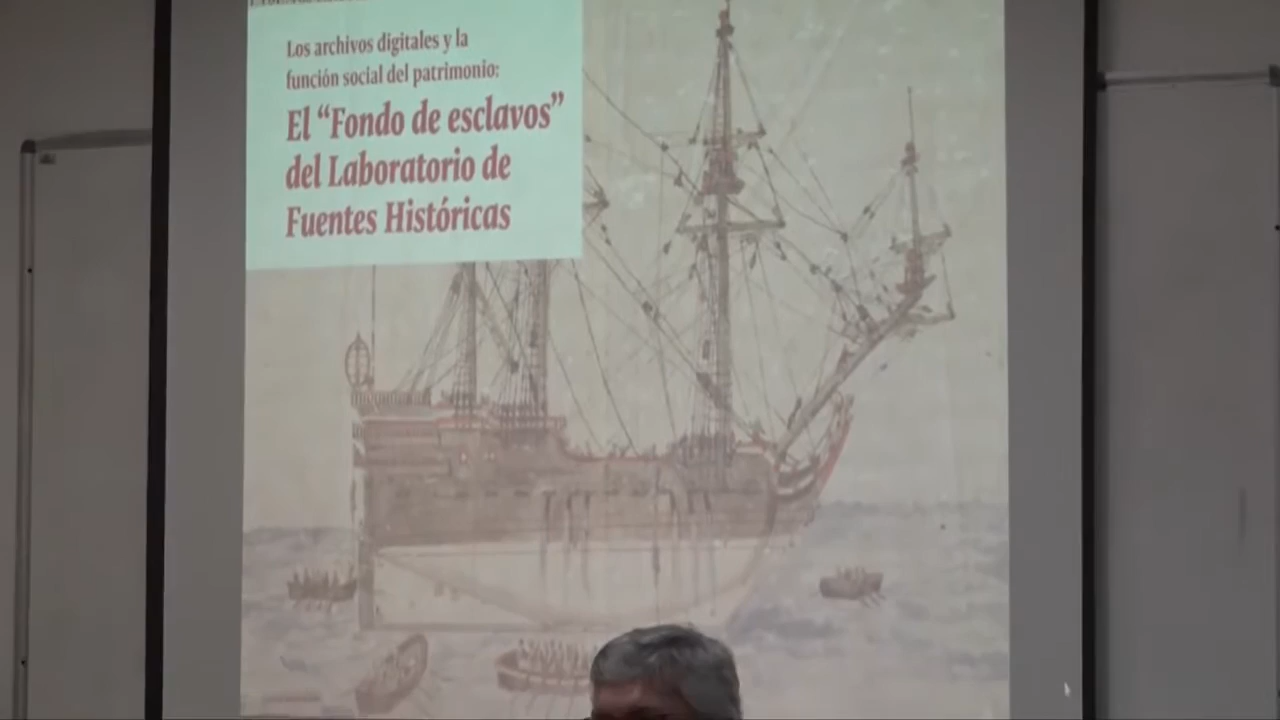 Los archivos digitales y la
función social del patrimonio:
El “Fondo de esclavos”
del Laboratorio de
Fuentes Históricas